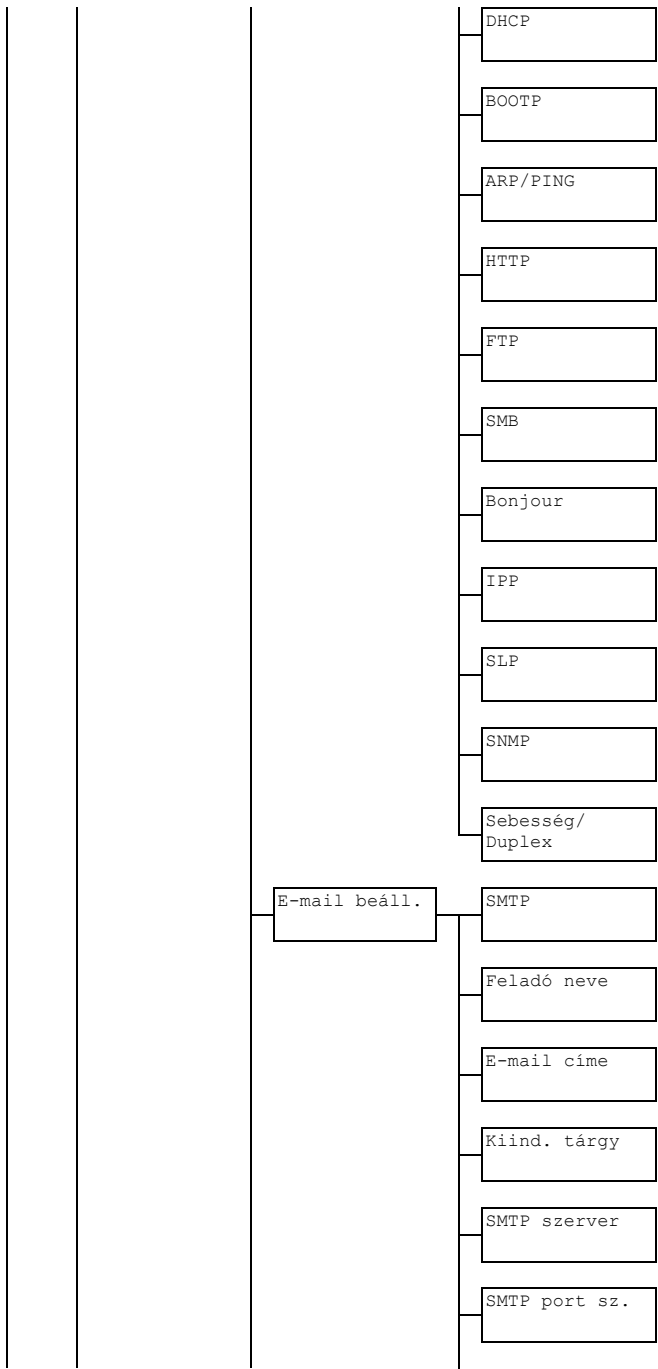 DHCP
BOOTP
ARP/PING
HTTP
FTP
SMB
Bonjour
IPP
SLP
SNMP
Sebesség/
Duplex
E-mail beáll.
SMTP
Feladó neve
E-mail címe
Kiind. tárgy
SMTP szerver
SMTP port sz.